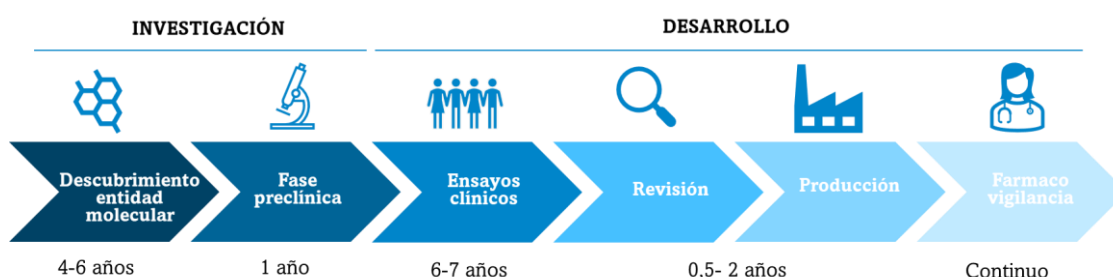 INVESTIGACIÓN
DESARROLLO
Descubrimiento
entidad
molecular
Fase
preclínica
Ensayos
clínicos
Revisión
Producción
Farmaco
vigilancia
4-6 años
1 año
6-7 años
0,5- 2 años
Continuo